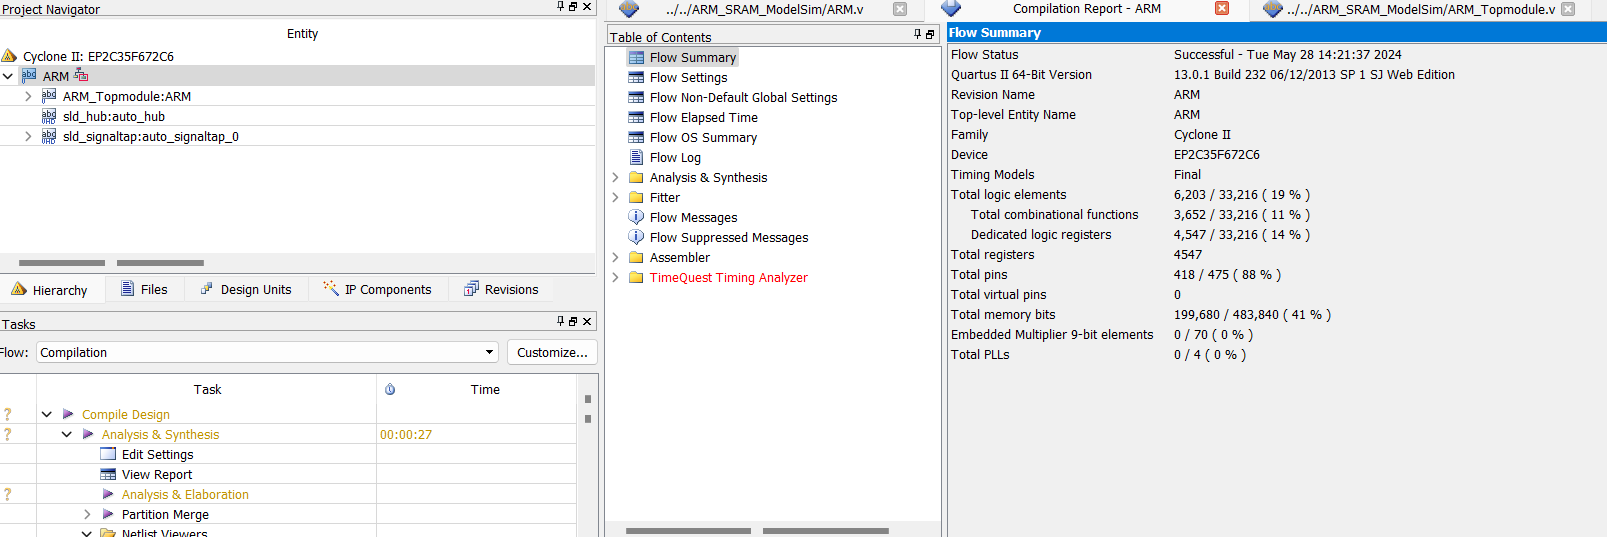 Project Navigator
Entity
Cyclone II: EP2C35F672C6
ARM
ARM_Topmodule:ARM
sld_hub:auto_hub
sld_signaltap:auto_signaltap_0
Hierarchy
Files
Design Units
IP Components
Revisions
Tasks
Flow:
Compilation
Customize...
Task
Time
Compile Design
Analysis & Synthesis
00:00:27
Edit Settings
View Report
Analysis & Elaboration
Partition Merge
Netlist Viewers
../../ARM_SRAM_ModelSim/ARM.v
Compilation Report - ARM
../../ARM_SRAM_ModelSim/ARM_Topmodule.v
Table of Contents
Flow Summary
Flow Settings
Flow Non-Default Global Settings
Flow Elapsed Time
Flow OS Summary
Flow Log
Analysis & Synthesis
Fitter
Flow Messages
Flow Suppressed Messages
Assembler
TimeQuest Timing Analyzer
Flow Summary
Flow Status Successful - Tue May 28 14:21:37 2024
Quartus II 64-Bit Version 13.0.1 Build 232 06/12/2013 SP 1 SJ Web Edition
Revision Name ARM
Top-level Entity Name ARM
Family Cyclone II
Device EP2C35F672C6
Timing Models Final
Total logic elements 6,203 / 33,216 ( 19 % )
Total combinational functions 3,652 / 33,216 ( 11 % )
Dedicated logic registers 4,547 / 33,216 ( 14 % )
Total registers 4547
Total pins 418 / 475 ( 88 % )
Total virtual pins 0
Total memory bits 199,680 / 483,840 ( 41 % )
Embedded Multiplier 9-bit elements 0 / 70 ( 0 % )
Total PLLs 0 / 4 ( 0 % )